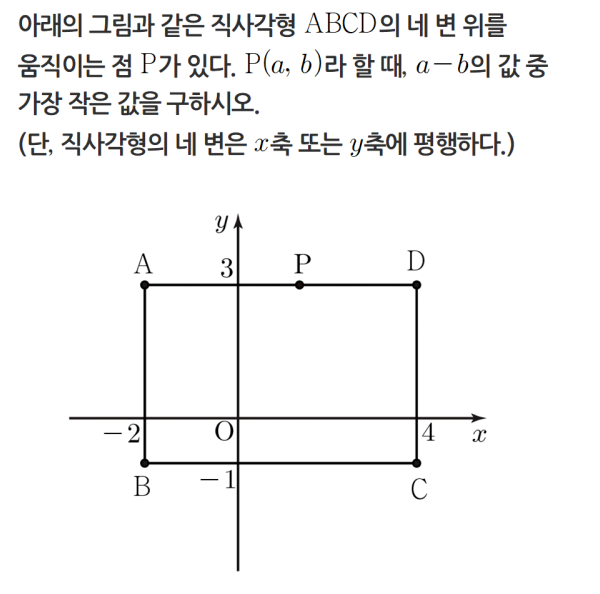 아래의 그림과 같은 직사각형 ABCD의 네 변 위를
움직이는 점 P가 있다. P(a, b)라 할 때, a-b의 값 중
가장 작은 값을 구하시오.
(단, 직사각형의 네 변은 x축 또는 y축에 평행하다.)
y
A 3 P D
-2 O 4 x
B -1 C